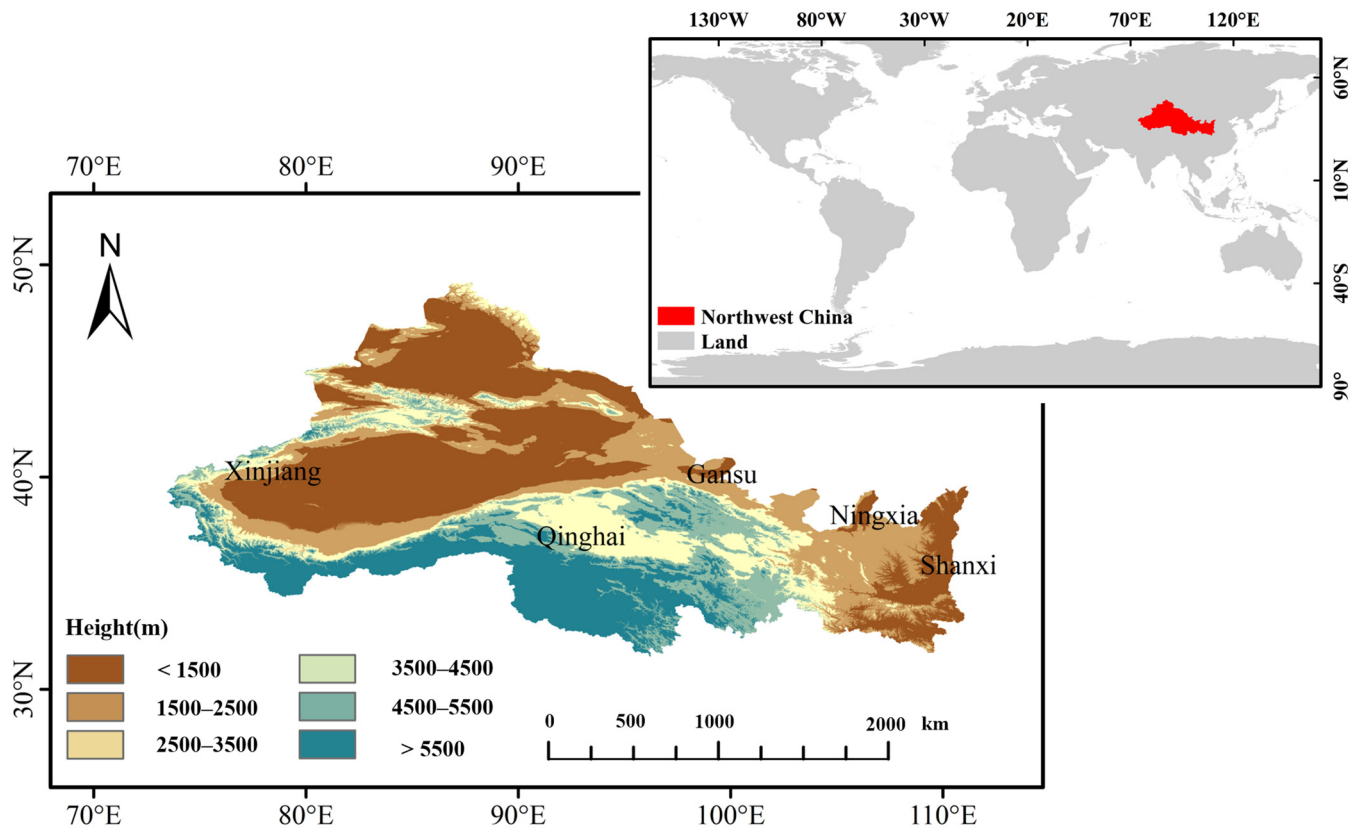 130°W 80°W 30°W 20°E 70°E 120°E
60°N
10°N
40°S
90°
Northwest China
Land
70°E 80°E 90°E
50°N
40°N
30°N
N
Xinjiang
Gansu
Ningxia
Qinghai
Shanxi
Height(m)
< 1500
1500–2500
2500–3500
3500–4500
4500–5500
> 5500
0 500 1000 2000 km
70°E 80°E 90°E 100°E 110°E